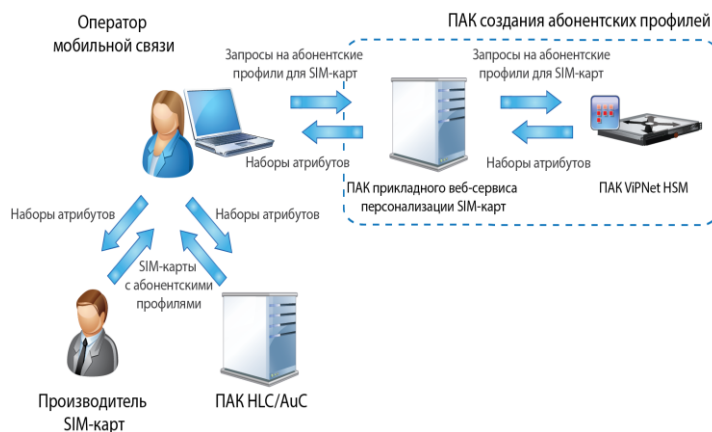 Оператор
мобильной связи
ПАК создания абонентских профилей
Запросы на абонентские
профили для SIM-карт
Запросы на абонентские
профили для SIM-карт
Наборы атрибутов
Наборы атрибутов
ПАК прикладного веб-сервиса
персонализации SIM-карт
ПАК ViPNet HSM
Наборы атрибутов
Наборы атрибутов
SIM-карты
с абонентскими
профилями
Производитель
SIM-карт
ПАК HLC/AuC